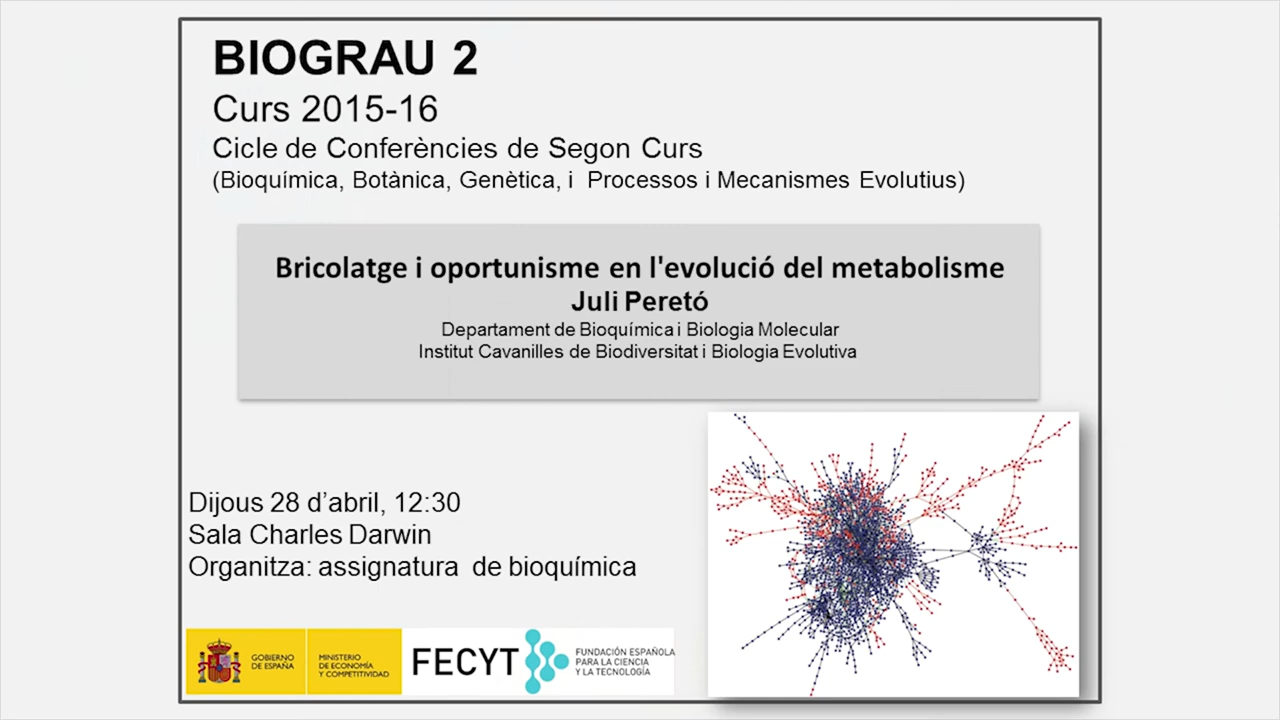 BIOGRAU 2
Curs 2015-16
Cicle de Conferències de Segon Curs
(Bioquímica, Botànica, Genètica, i Processos i Mecanismes Evolutius)
Bricolatge i oportunisme en l'evolució del metabolisme
Juli Peretó
Departament de Bioquímica i Biologia Molecular
Institut Cavanilles de Biodiversitat i Biologia Evolutiva
Dijous 28 d’abril, 12:30
Sala Charles Darwin
Organitza: assignatura de bioquímica
GOBIERNO
DE ESPAÑA
MINISTERIO
DE ECONOMÍA
Y COMPETITIVIDAD
FECYT
FUNDACIÓN ESPAÑOLA
PARA LA CIENCIA
Y LA TECNOLOGÍA